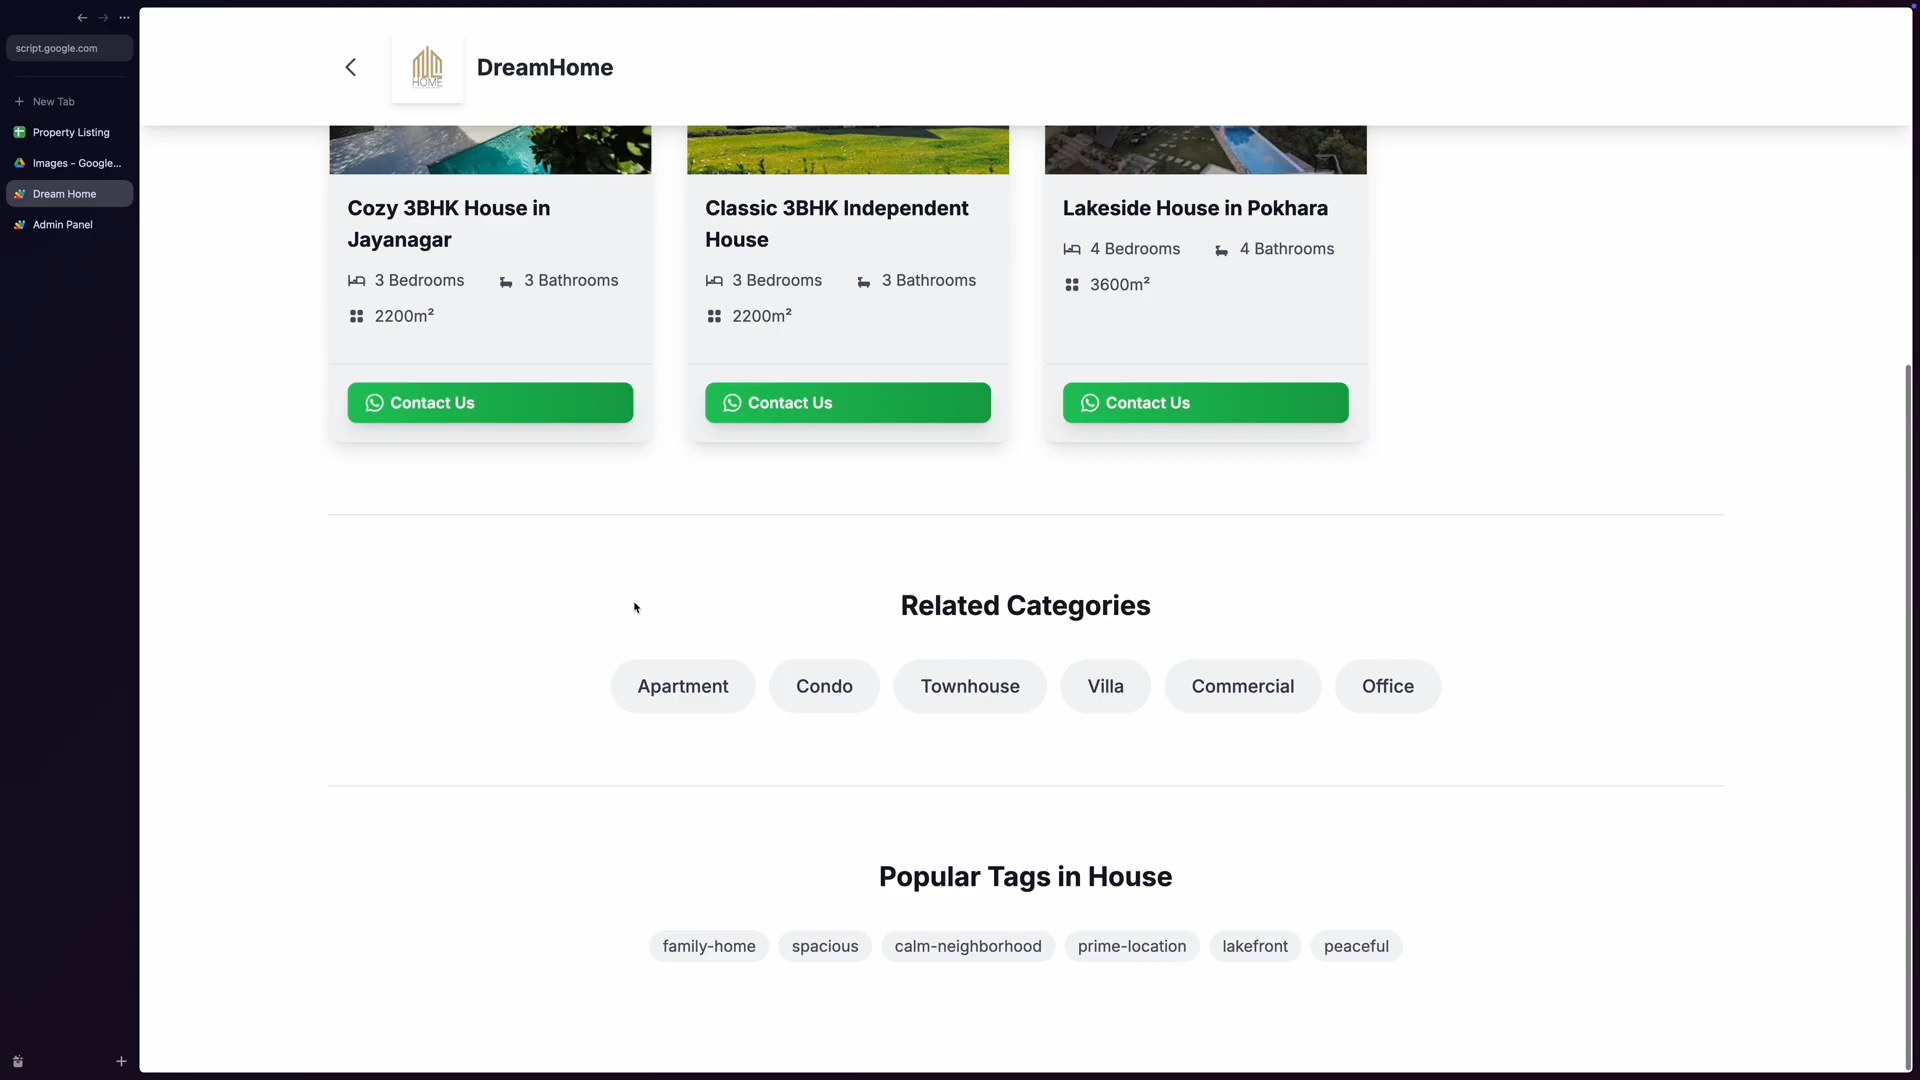 script.google.com
New Tab
Property Listing
Images - Google...
Dream Home
Admin Panel
HOME
DreamHome
Cozy 3BHK House in
Jayanagar
3 Bedrooms
3 Bathrooms
2200m²
Contact Us
Classic 3BHK Independent
House
3 Bedrooms
3 Bathrooms
2200m²
Contact Us
Lakeside House in Pokhara
4 Bedrooms
4 Bathrooms
3600m²
Contact Us
Related Categories
Apartment
Condo
Townhouse
Villa
Commercial
Office
Popular Tags in House
family-home
spacious
calm-neighborhood
prime-location
lakefront
peaceful